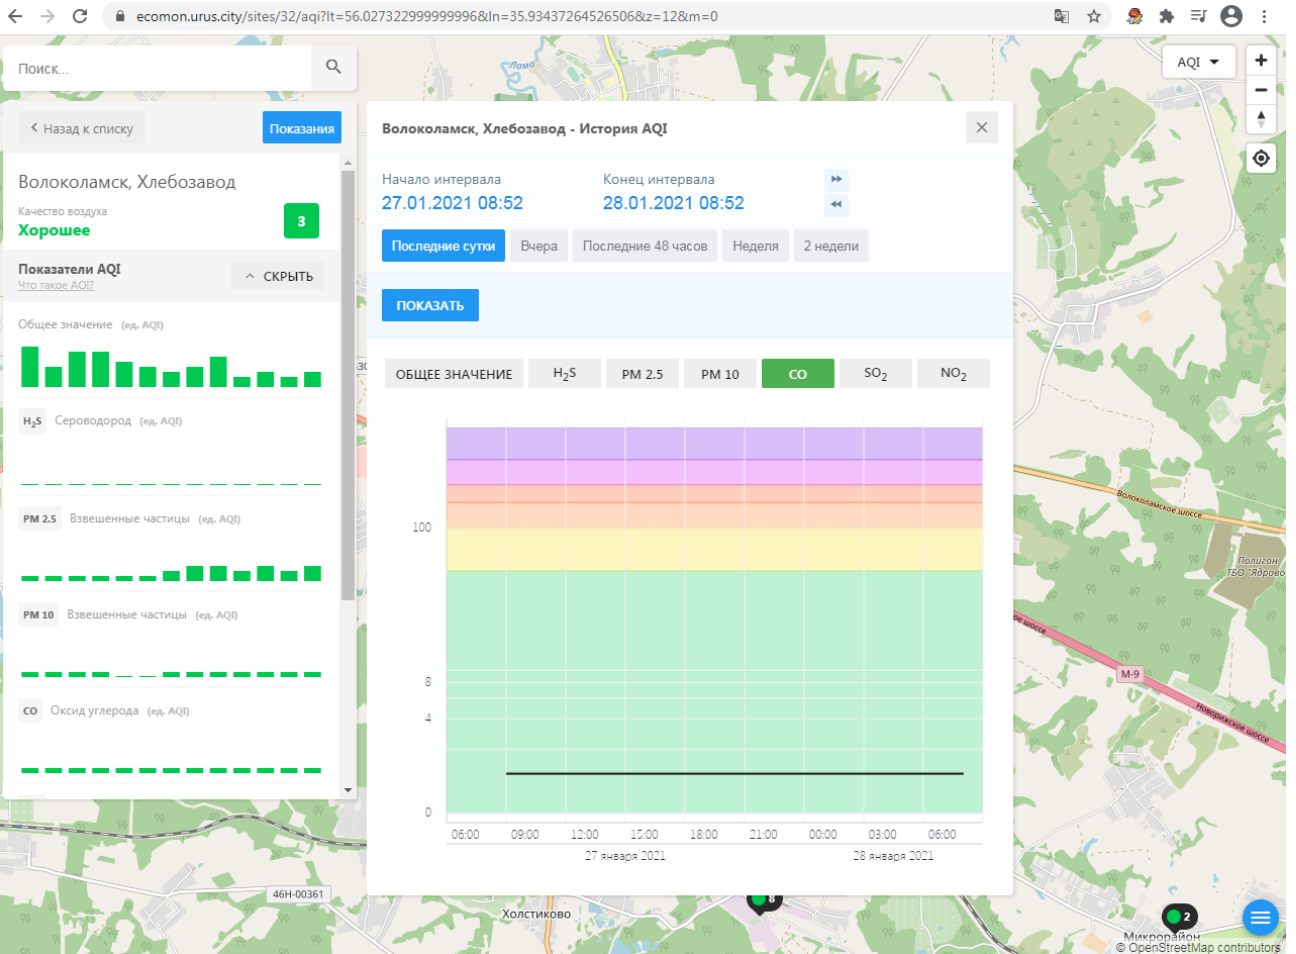 ecomon.urus.city/sites/32/aqi?lt=56.027322999999996&ln=35.93437264526506&z=12&m=0
Поиск...
Лама
AQI
Назад к списку
Показания
Волоколамск, Хлебозавод - История AQI
Волоколамск, Хлебозавод
Качество воздуха
Хорошее
3
Начало интервала
Конец интервала
27.01.2021 08:52
28.01.2021 08:52
Последние сутки
Вчера
Последние 48 часов
Неделя
2 недели
Показатели AQI
Что такое AQI?
СКРЫТЬ
ПОКАЗАТЬ
Общее значение (ед. AQI)
ОБЩЕЕ ЗНАЧЕНИЕ
H₂S
PM 2.5
PM 10
CO
SO₂
NO₂
H₂S Сероводород (ед. AQI)
PM 2.5 Взвешенные частицы (ед. AQI)
PM 10 Взвешенные частицы (ед. AQI)
CO Оксид углерода (ед. AQI)
100
8
4
0
06:00
09:00
12:00
15:00
18:00
21:00
00:00
03:00
06:00
27 января 2021
28 января 2021
Волоколамское шоссе
Полигон
ТБО "Ядрово
ое шоссе
М-9
Новорижское шоссе
46Н-00361
Холстиково
8
2
Микрорайон
© OpenStreetMap contributors